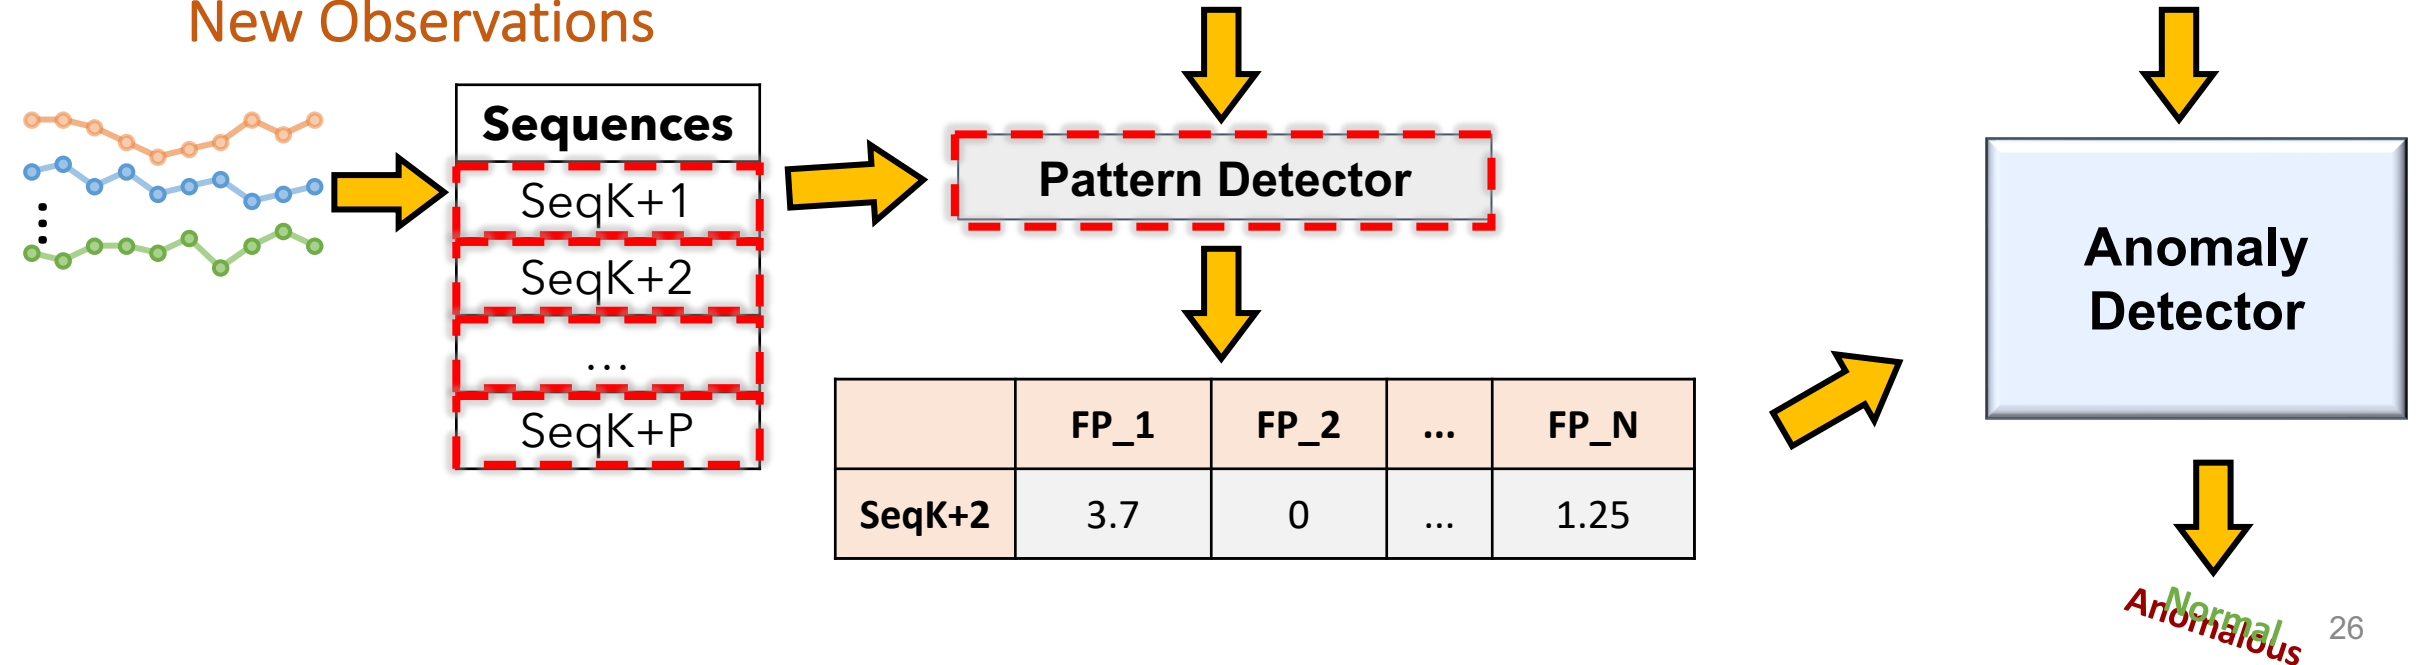 New Observations
Sequences
SeqK+1
SeqK+2
...
SeqK+P
Pattern Detector
FP_1 FP_2 ... FP_N
SeqK+2 3.7 0 ... 1.25
Anomaly
Detector
Normal
Anomalous
26